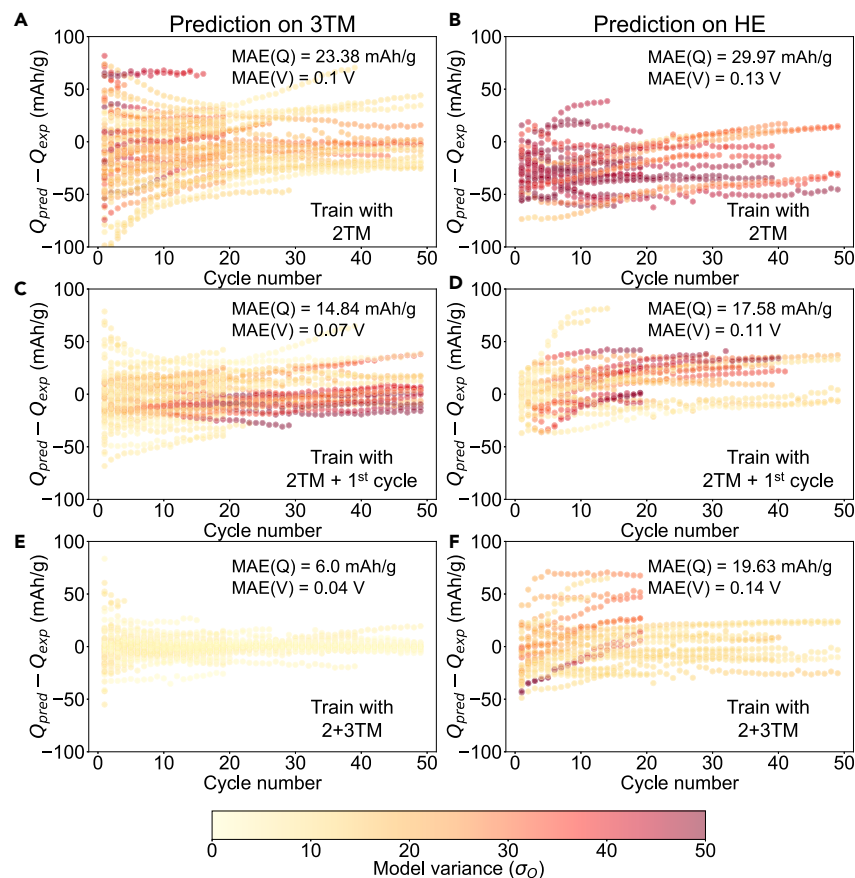 A Prediction on 3TM
B Prediction on HE
100
50
0
−50
−100
Q_pred − Q_exp (mAh/g)
MAE(Q) = 23.38 mAh/g
MAE(V) = 0.1 V
Train with
2TM
0 10 20 30 40 50
Cycle number
100
50
0
−50
−100
Q_pred − Q_exp (mAh/g)
MAE(Q) = 29.97 mAh/g
MAE(V) = 0.13 V
Train with
2TM
0 10 20 30 40 50
Cycle number
C
100
50
0
−50
−100
Q_pred − Q_exp (mAh/g)
MAE(Q) = 14.84 mAh/g
MAE(V) = 0.07 V
Train with
2TM + 1st cycle
0 10 20 30 40 50
Cycle number
D
100
50
0
−50
−100
Q_pred − Q_exp (mAh/g)
MAE(Q) = 17.58 mAh/g
MAE(V) = 0.11 V
Train with
2TM + 1st cycle
0 10 20 30 40 50
Cycle number
E
100
50
0
−50
−100
Q_pred − Q_exp (mAh/g)
MAE(Q) = 6.0 mAh/g
MAE(V) = 0.04 V
Train with
2+3TM
0 10 20 30 40 50
Cycle number
F
100
50
0
−50
−100
Q_pred − Q_exp (mAh/g)
MAE(Q) = 19.63 mAh/g
MAE(V) = 0.14 V
Train with
2+3TM
0 10 20 30 40 50
Cycle number
0 10 20 30 40 50
Model variance (σ_Q)